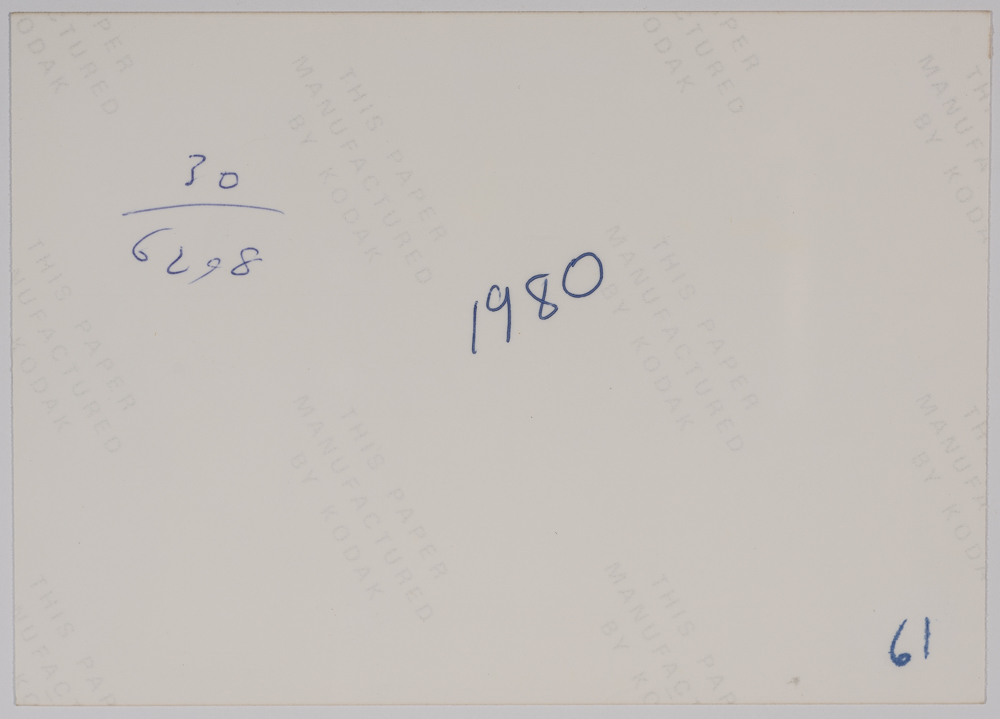 THIS PAPER
MANUFACTURED
BY KODAK
30
6298
1980
61